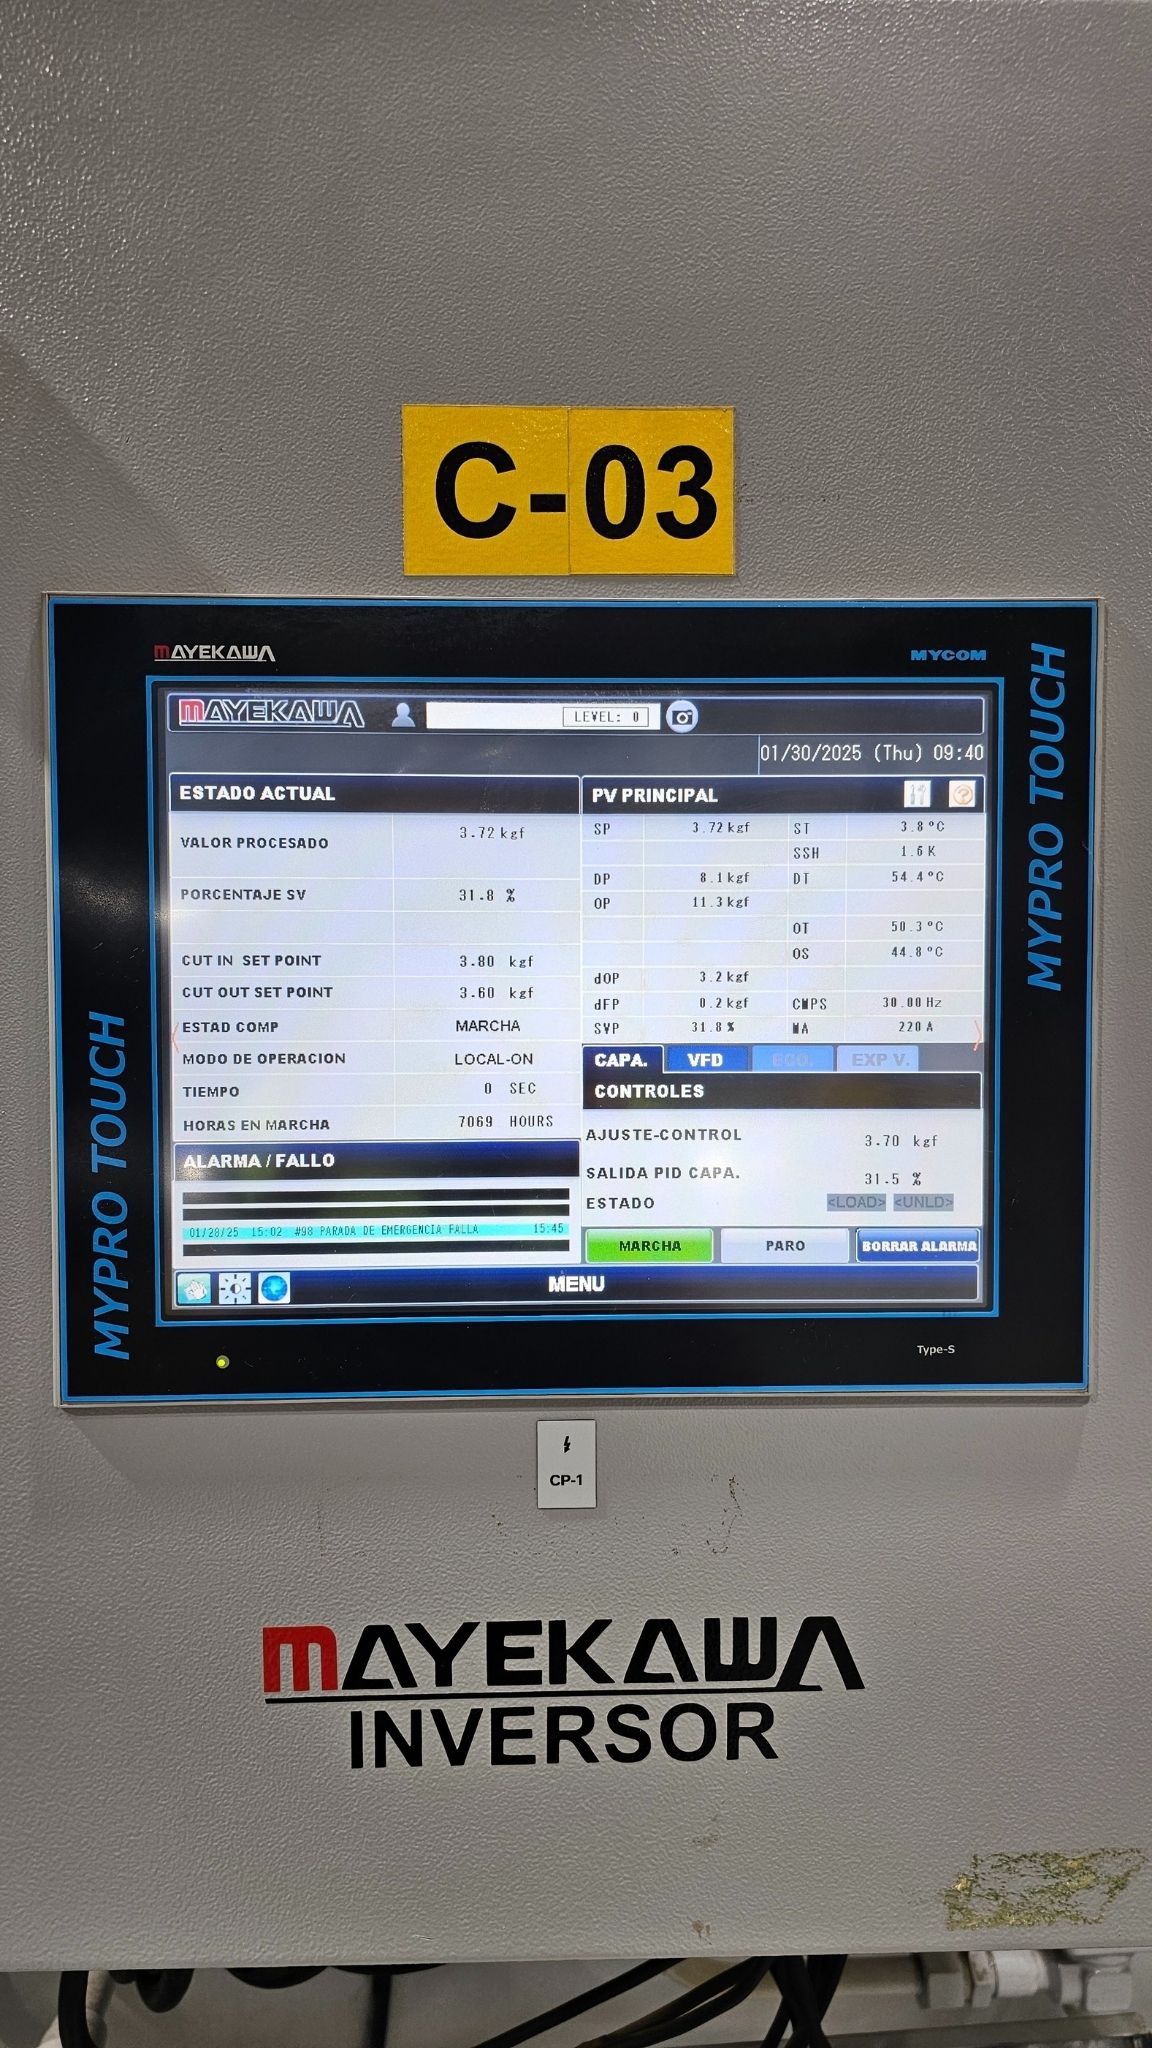 C-03
MAYEKAWA
MYCOM
MYPRO TOUCH
MYPRO TOUCH
MAYEKAWA LEVEL: 0
01/30/2025 (Thu) 09:40
ESTADO ACTUAL
VALOR PROCESADO 3.72 kgf
PORCENTAJE SV 31.8 %
CUT IN SET POINT 3.80 kgf
CUT OUT SET POINT 3.60 kgf
ESTAD COMP MARCHA
MODO DE OPERACION LOCAL-ON
TIEMPO 0 SEC
HORAS EN MARCHA 7069 HOURS
ALARMA / FALLO
01/28/25 15:02 #98 PARADA DE EMERGENCIA FALLA 15:45
PV PRINCIPAL
SP 3.72 kgf ST 3.8 °C
SSH 1.6 K
DP 8.1 kgf DT 54.4 °C
OP 11.3 kgf
OT 50.3 °C
OS 44.8 °C
dOP 3.2 kgf
dFP 0.2 kgf CMPS 30.00 Hz
SVP 31.8 % MA 220 A
CAPA. VFD ECO. EXP V.
CONTROLES
AJUSTE-CONTROL 3.70 kgf
SALIDA PID CAPA. 31.5 %
ESTADO <LOAD> <UNLD>
MARCHA PARO BORRAR ALARMA
MENU
Type-S
CP-1
MAYEKAWA
INVERSOR